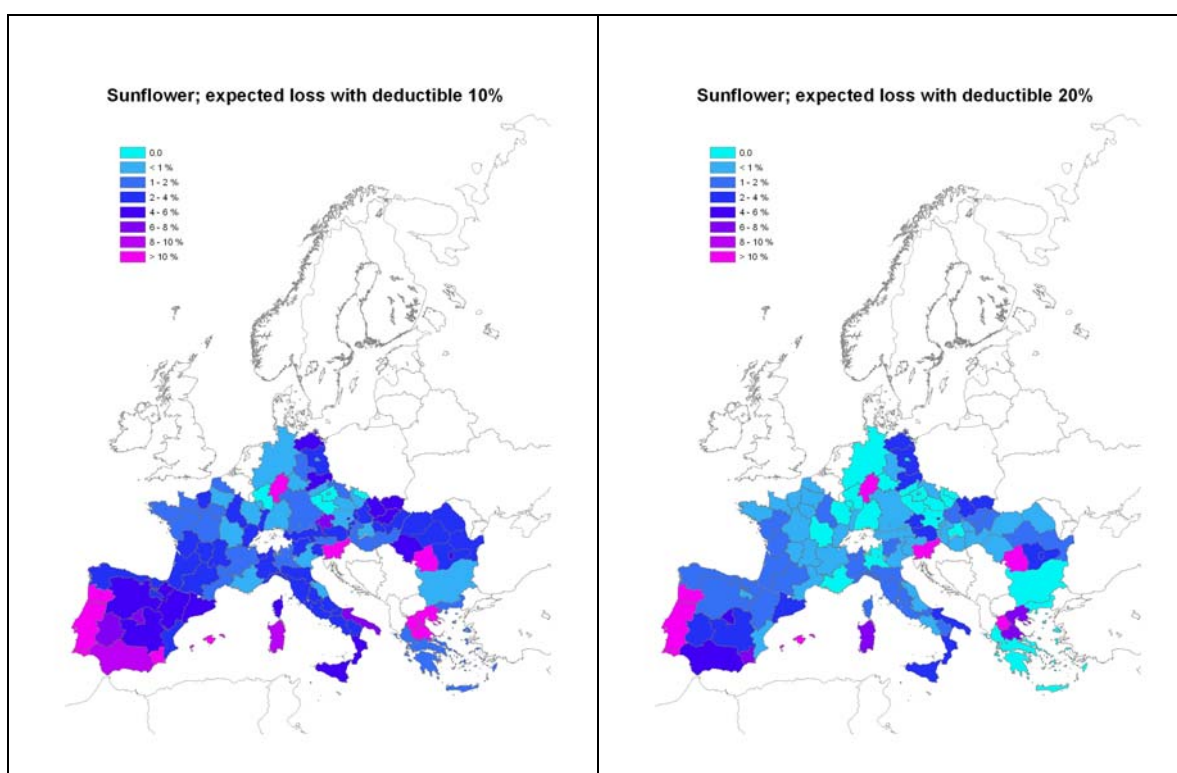 Sunflower; expected loss with deductible 10%
0.0
< 1 %
1 - 2 %
2 - 4 %
4 - 6 %
6 - 8 %
8 - 10 %
> 10 %
Sunflower; expected loss with deductible 20%
0.0
< 1 %
1 - 2 %
2 - 4 %
4 - 6 %
6 - 8 %
8 - 10 %
> 10 %